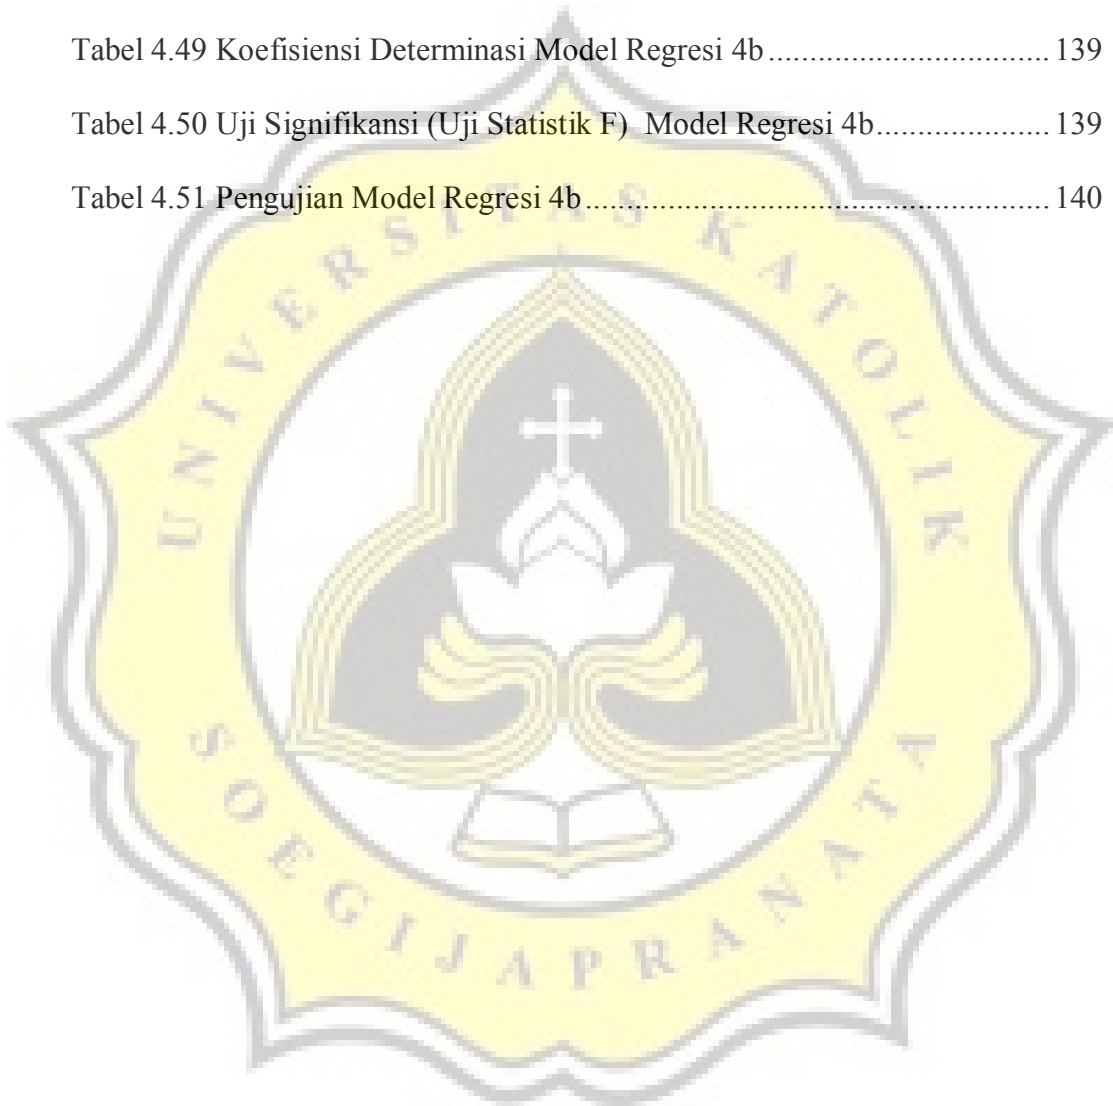 Tabel 4.49 Koefisiensi Determinasi Model Regresi 4b ................................. 139
Tabel 4.50 Uji Signifikansi (Uji Statistik F) Model Regresi 4b..................... 139
Tabel 4.51 Pengujian Model Regresi 4b......................................................... 140
UNIVERSITAS KATOLIK
SOEGIJAPRANATA